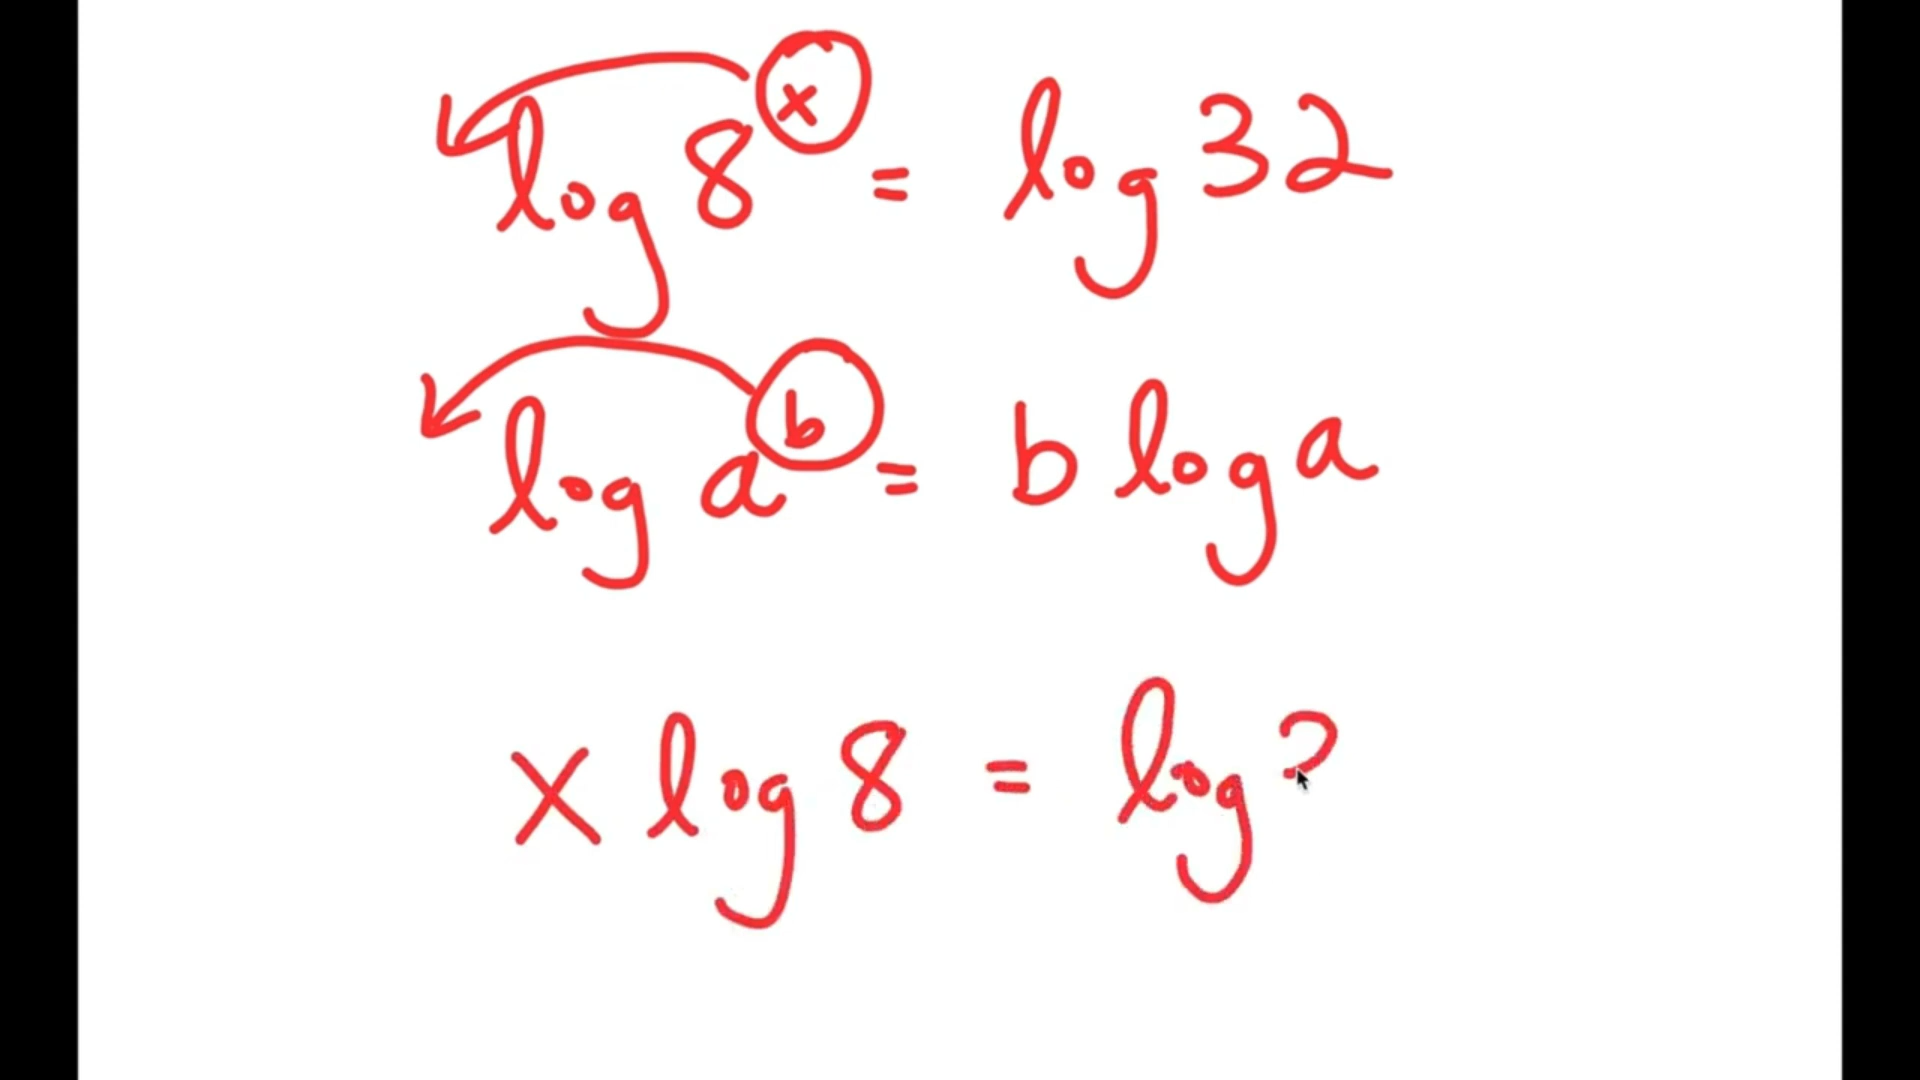 log 8^x = log 32
log a^b = b log a
x log 8 = log